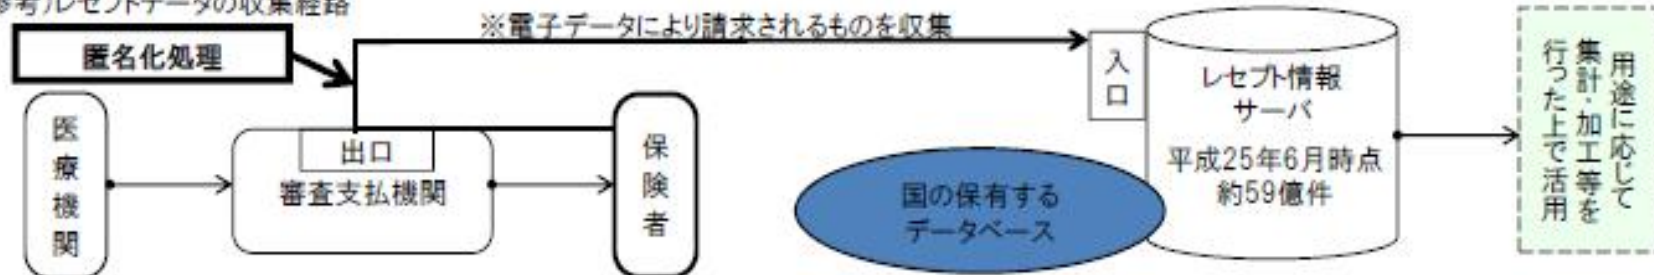 参考)レセプトデータの収集経路
匿名化処理
※電子データにより請求されるものを収集
医療機関
出口
審査支払機関
保険者
入口
レセプト情報
サーバ
平成25年6月時点
約59億件
国の保有する
データベース
用途に応じて
集計・加工等を
行った上で活用